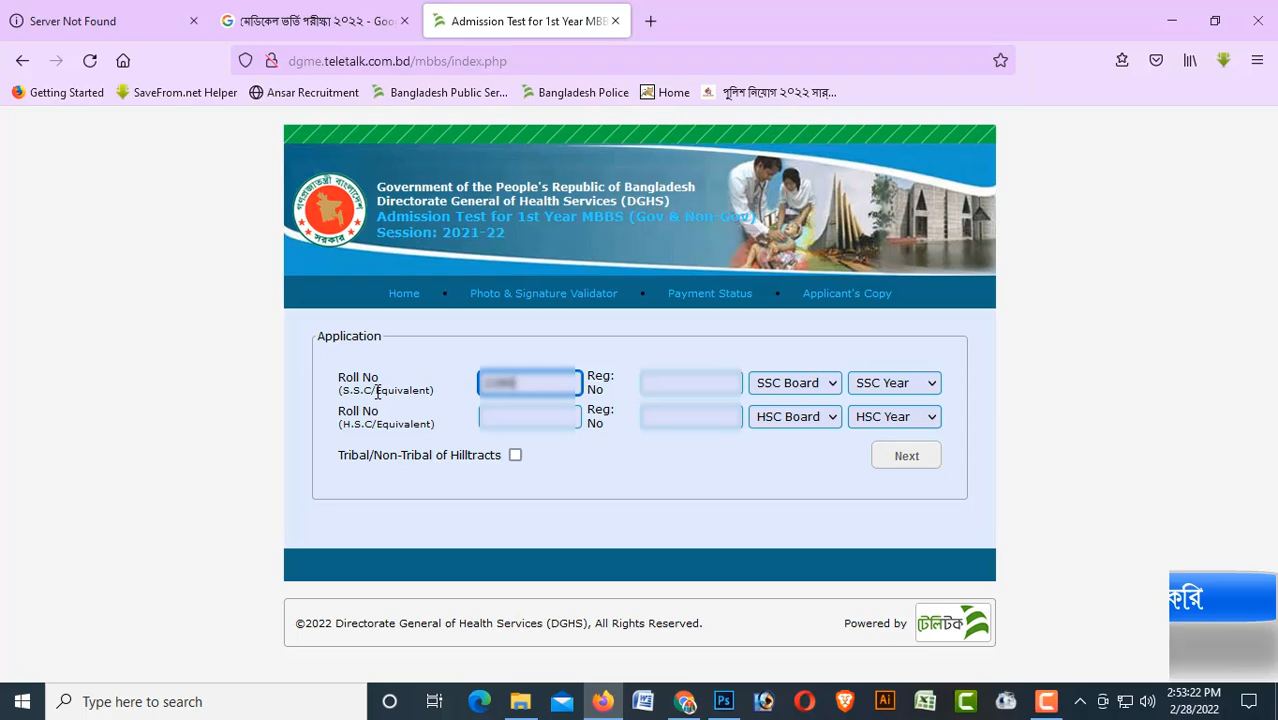 Server Not Found
মেডিকেল ভর্তি পরীক্ষা ২০২২ - Goo
Admission Test for 1st Year MBBS
dgme.teletalk.com.bd/mbbs/index.php
Getting Started
SaveFrom.net Helper
Ansar Recruitment
Bangladesh Public Ser...
Bangladesh Police
Home
পুলিশ নিয়োগ ২০২২ সার্...
গণপ্রজাতন্ত্রী বাংলাদেশ
সরকার
Government of the People's Republic of Bangladesh
Directorate General of Health Services (DGHS)
Admission Test for 1st Year MBBS (Gov & Non-Gov)
Session: 2021-22
Home • Photo & Signature Validator • Payment Status • Applicant's Copy
Application
Roll No
(S.S.C/Equivalent)
Reg:
No
SSC Board
SSC Year
Roll No
(H.S.C/Equivalent)
Reg:
No
HSC Board
HSC Year
Tribal/Non-Tribal of Hilltracts
Next
করি
©2022 Directorate General of Health Services (DGHS), All Rights Reserved.
Powered by
টেলিটক
Type here to search
2:53:22 PM
2/28/2022